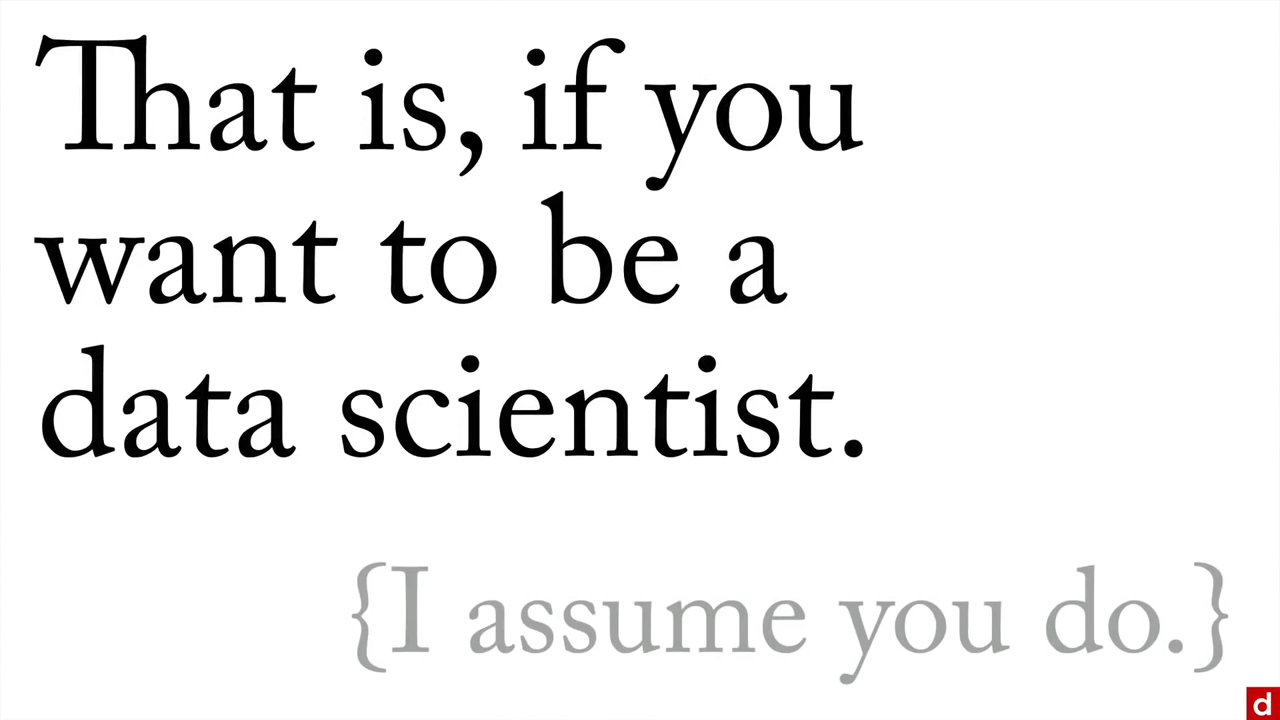 That is, if you
want to be a
data scientist.
{I assume you do.}
d